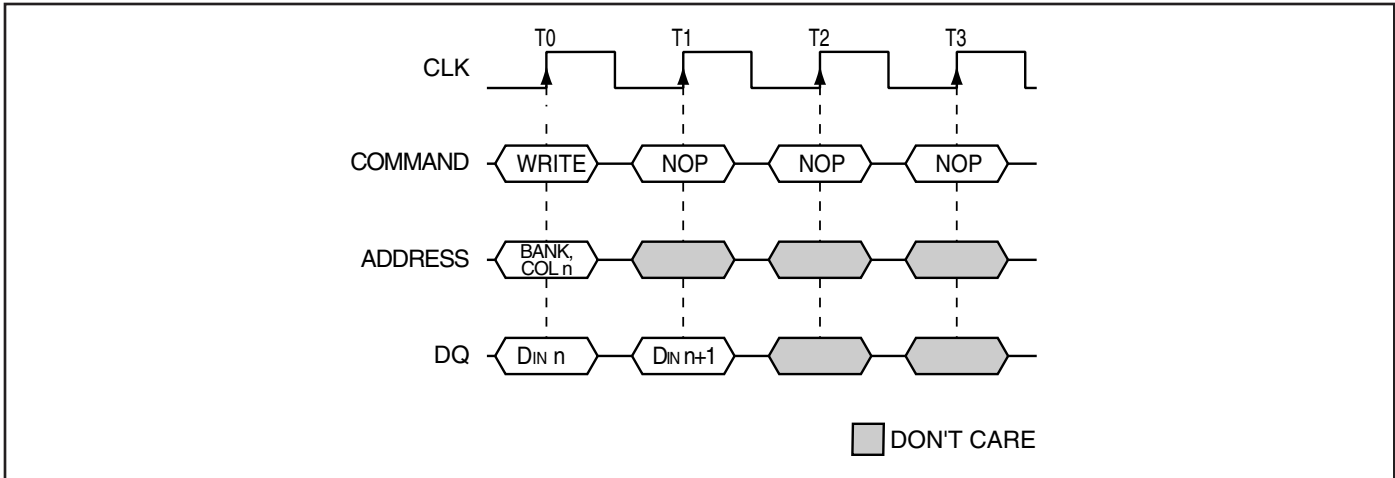 T0 T1 T2 T3
CLK
COMMAND WRITE NOP NOP NOP
ADDRESS BANK,
COL n
DQ DIN n DIN n+1
DON'T CARE